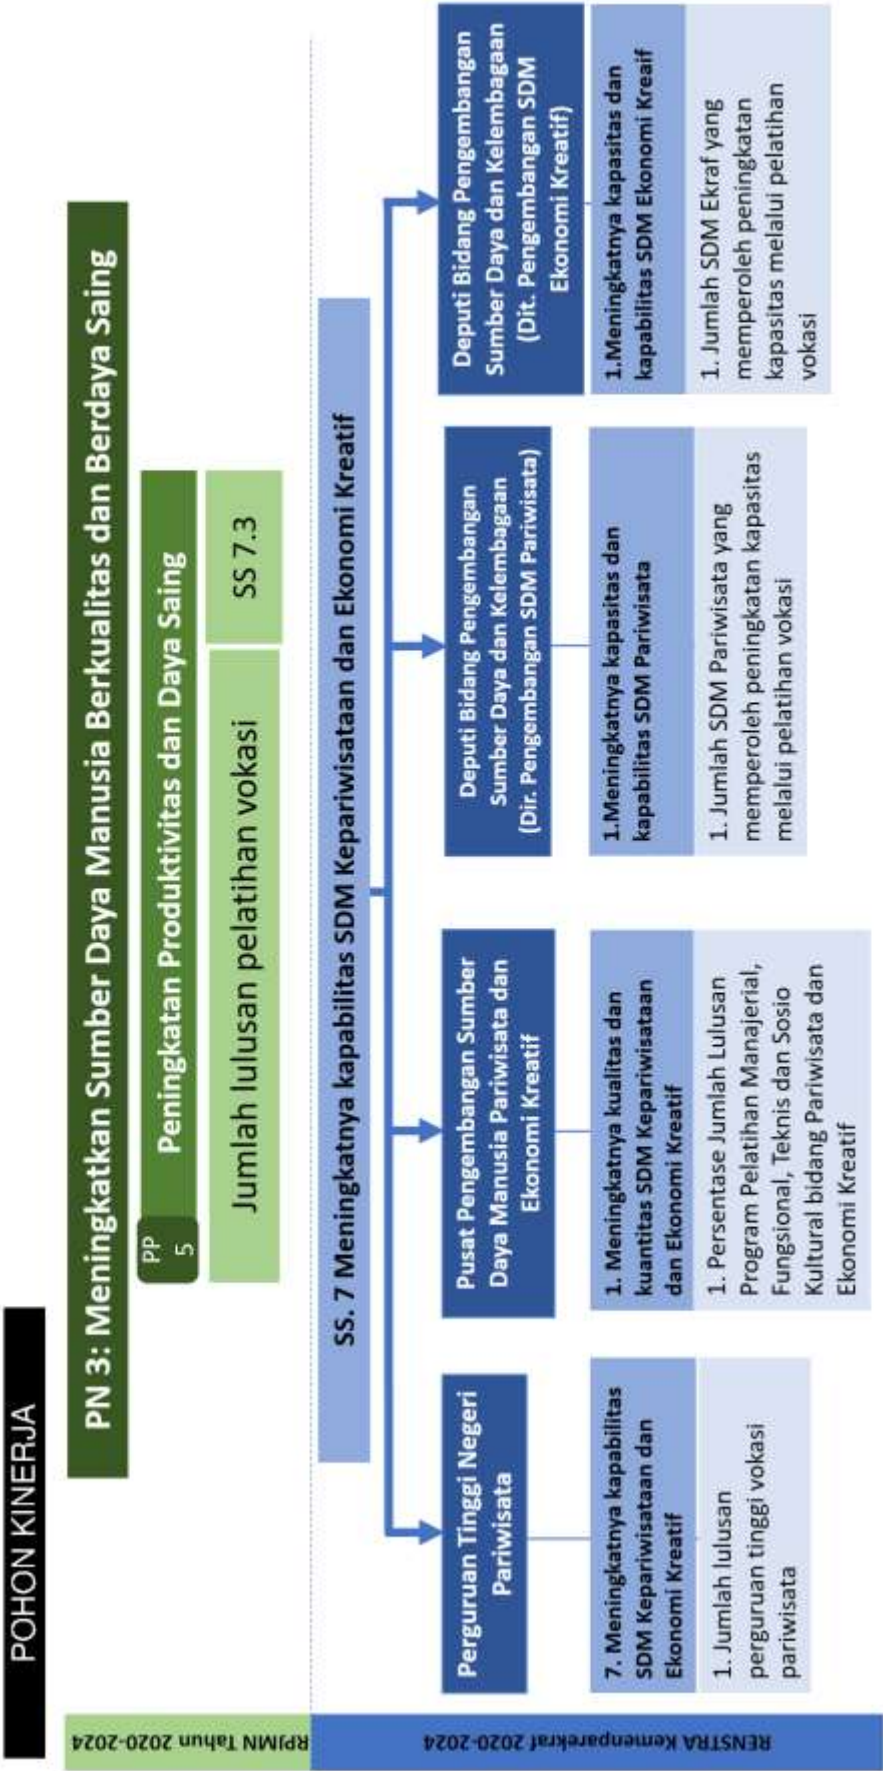 POHON KINERJA
RPJMN Tahun 2020-2024
PN 3: Meningkatkan Sumber Daya Manusia Berkualitas dan Berdaya Saing
PP
5
Peningkatan Produktivitas dan Daya Saing
Jumlah lulusan pelatihan vokasi
SS 7.3
RENSTRA Kemenparekraf 2020-2024
SS. 7 Meningkatnya kapabilitas SDM Kepariwisataan dan Ekonomi Kreatif
Perguruan Tinggi Negeri
Pariwisata
7. Meningkatnya kapabilitas
SDM Kepariwisataan dan
Ekonomi Kreatif
1. Jumlah lulusan
perguruan tinggi vokasi
pariwisata
Pusat Pengembangan Sumber
Daya Manusia Pariwisata dan
Ekonomi Kreatif
1. Meningkatnya kualitas dan
kuantitas SDM Kepariwisataan
dan Ekonomi Kreatif
1. Persentase Jumlah Lulusan
Program Pelatihan Manajerial,
Fungsional, Teknis dan Sosio
Kultural bidang Pariwisata dan
Ekonomi Kreatif
Deputi Bidang Pengembangan
Sumber Daya dan Kelembagaan
(Dir. Pengembangan SDM Pariwisata)
1.Meningkatnya kapasitas dan
kapabilitas SDM Pariwisata
1. Jumlah SDM Pariwisata yang
memperoleh peningkatan kapasitas
melalui pelatihan vokasi
Deputi Bidang Pengembangan
Sumber Daya dan Kelembagaan
(Dit. Pengembangan SDM
Ekonomi Kreatif)
1.Meningkatnya kapasitas dan
kapabilitas SDM Ekonomi Kreaif
1. Jumlah SDM Ekraf yang
memperoleh peningkatan
kapasitas melalui pelatihan
vokasi